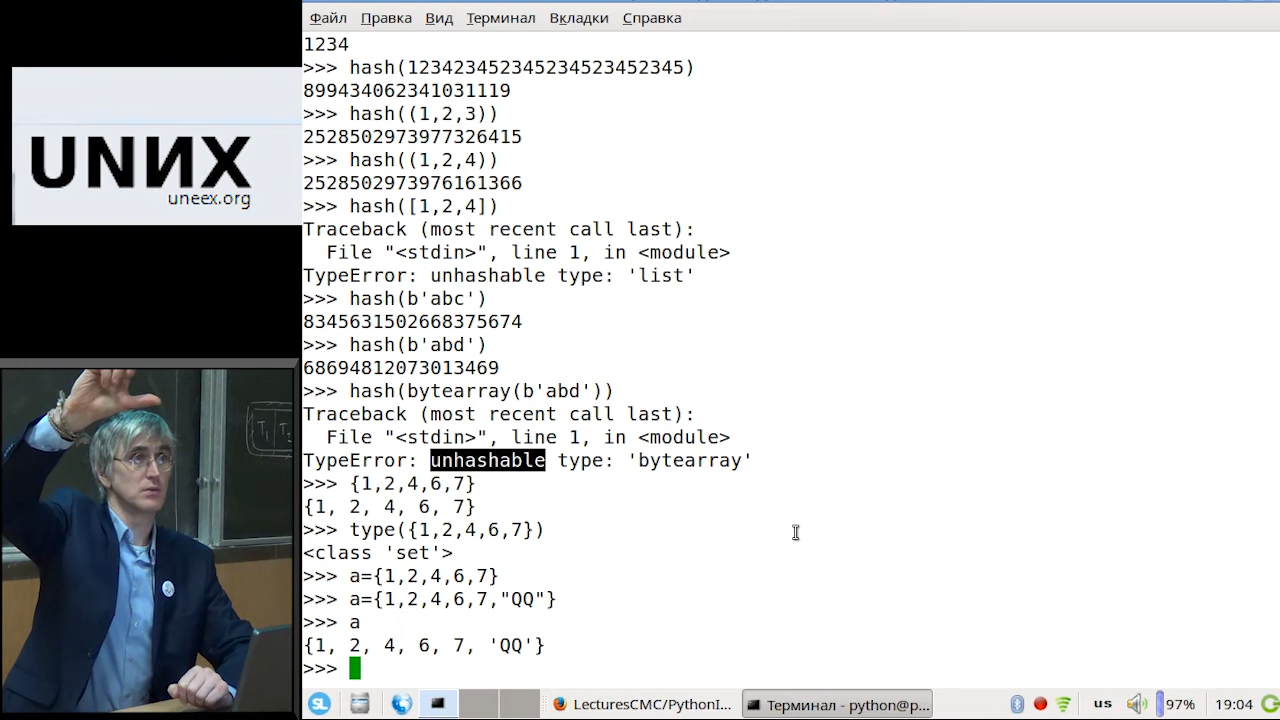 Файл Правка Вид Терминал Вкладки Справка
1234
>>> hash(123423452345234523452345)
899434062341031119
>>> hash((1,2,3))
2528502973977326415
>>> hash((1,2,4))
2528502973976161366
>>> hash([1,2,4])
Traceback (most recent call last):
  File "<stdin>", line 1, in <module>
TypeError: unhashable type: 'list'
>>> hash(b'abc')
8345631502668375674
>>> hash(b'abd')
68694812073013469
>>> hash(bytearray(b'abd'))
Traceback (most recent call last):
  File "<stdin>", line 1, in <module>
TypeError: unhashable type: 'bytearray'
>>> {1,2,4,6,7}
{1, 2, 4, 6, 7}
>>> type({1,2,4,6,7})
<class 'set'>
>>> a={1,2,4,6,7}
>>> a={1,2,4,6,7,"QQ"}
>>> a
{1, 2, 4, 6, 7, 'QQ'}
>>>
UNИX
uneex.org
T₁
SL
LecturesCMC/PythonI...
Терминал - python@p...
us
97%
19:04